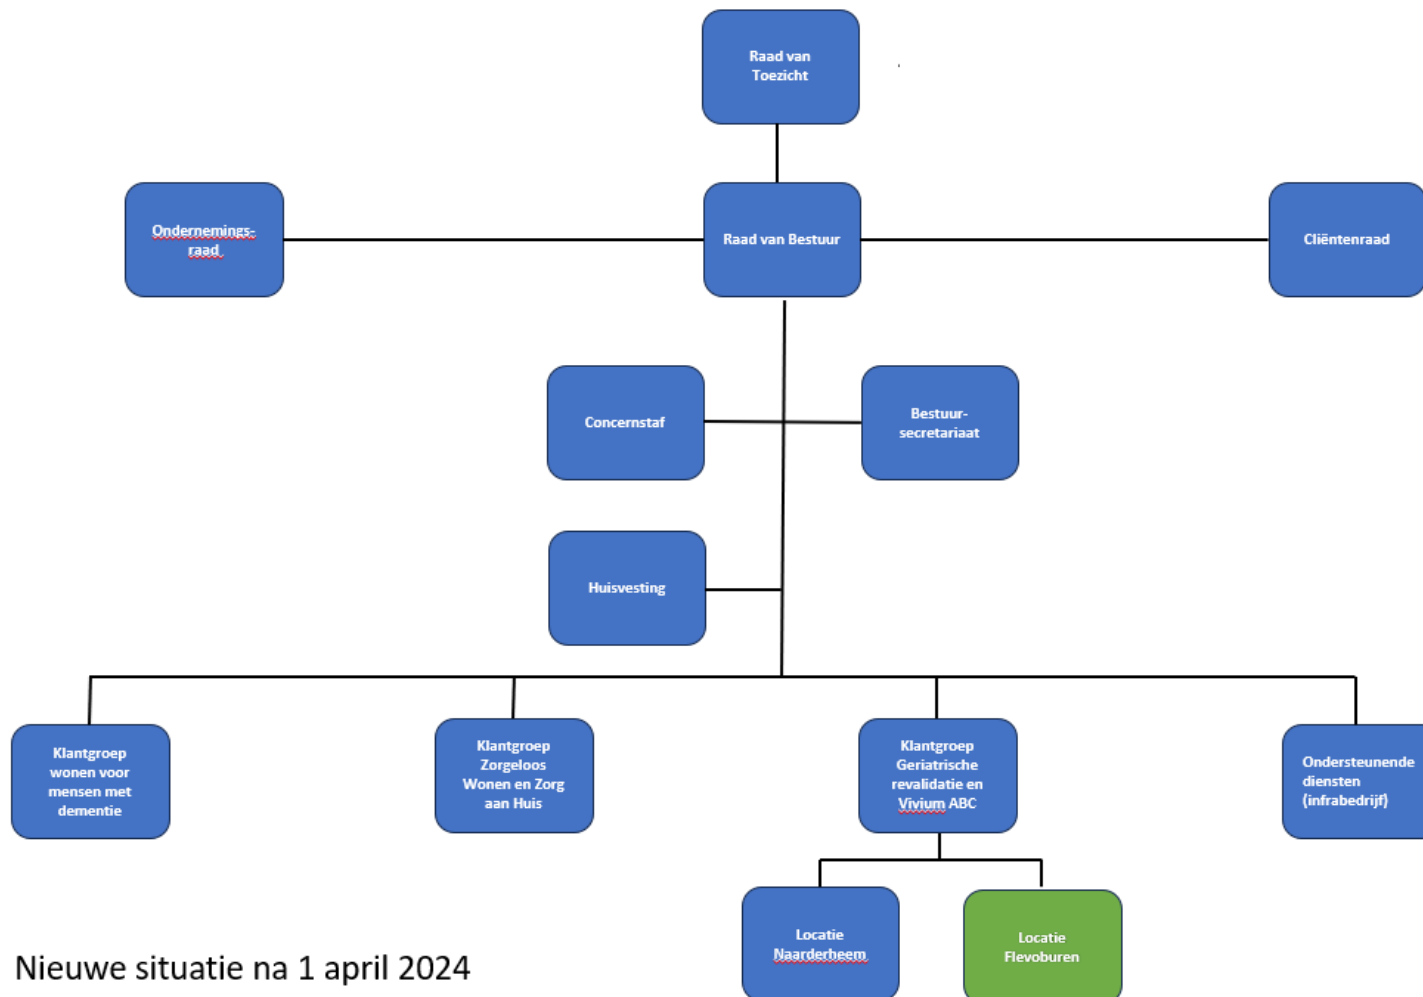 Raad van
Toezicht
Ondernemings-
raad
Raad van Bestuur
Cliëntenraad
Concernstaf
Bestuur-
secretariaat
Huisvesting
Klantgroep
wonen voor
mensen met
dementie
Klantgroep
Zorgeloos
Wonen en Zorg
aan Huis
Klantgroep
Geriatrische
revalidatie en
Vivium ABC
Ondersteunende
diensten
(infrabedrijf)
Locatie
Naarderheem
Locatie
Flevoburen
Nieuwe situatie na 1 april 2024